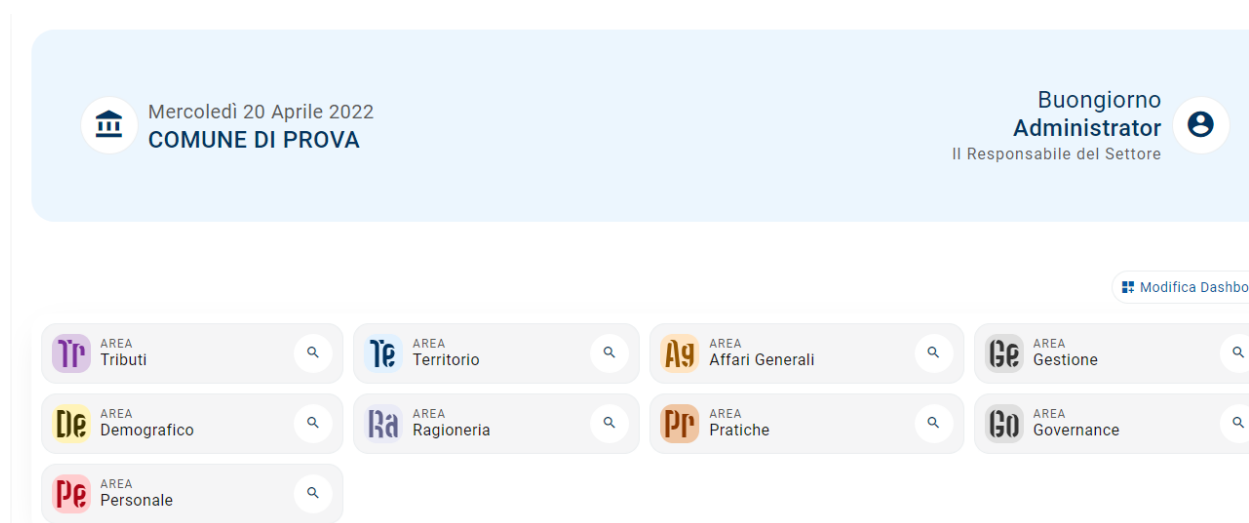 Mercoledì 20 Aprile 2022
COMUNE DI PROVA
Buongiorno
Administrator
Il Responsabile del Settore
Modifica Dashbo
Tr AREA
Tributi
Te AREA
Territorio
Ag AREA
Affari Generali
Ge AREA
Gestione
De AREA
Demografico
Ra AREA
Ragioneria
Pr AREA
Pratiche
Go AREA
Governance
Pe AREA
Personale